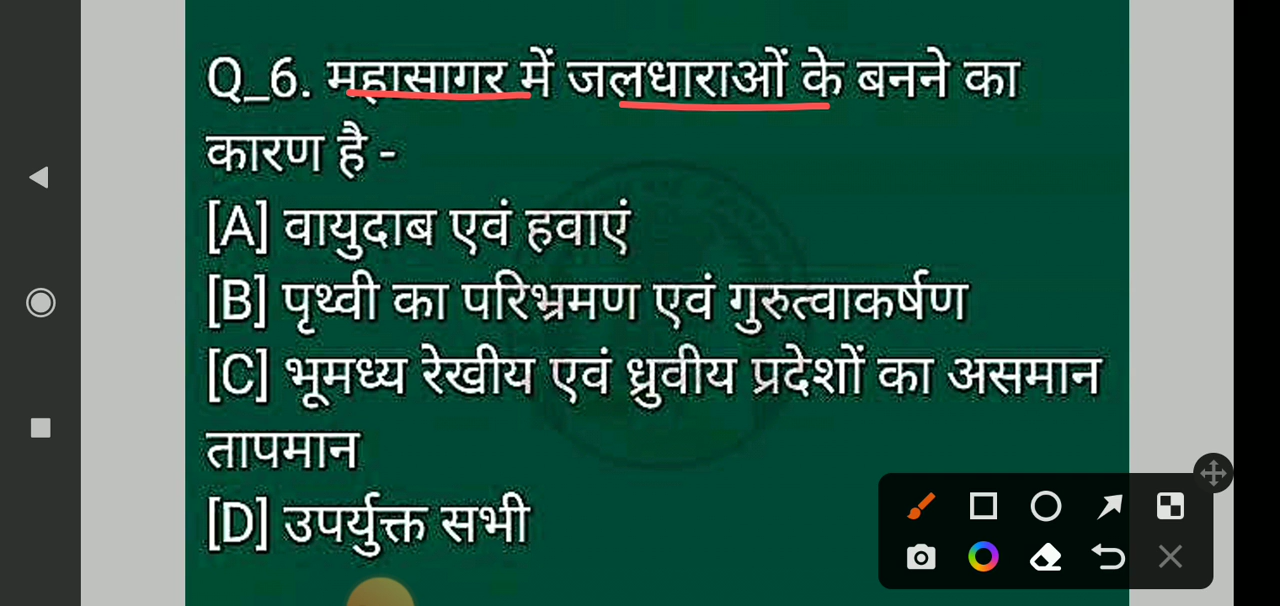 Q_6. महासागर में जलधाराओं के बनने का
कारण है -
[A] वायुदाब एवं हवाएं
[B] पृथ्वी का परिभ्रमण एवं गुरुत्वाकर्षण
[C] भूमध्य रेखीय एवं ध्रुवीय प्रदेशों का असमान
तापमान
[D] उपर्युक्त सभी